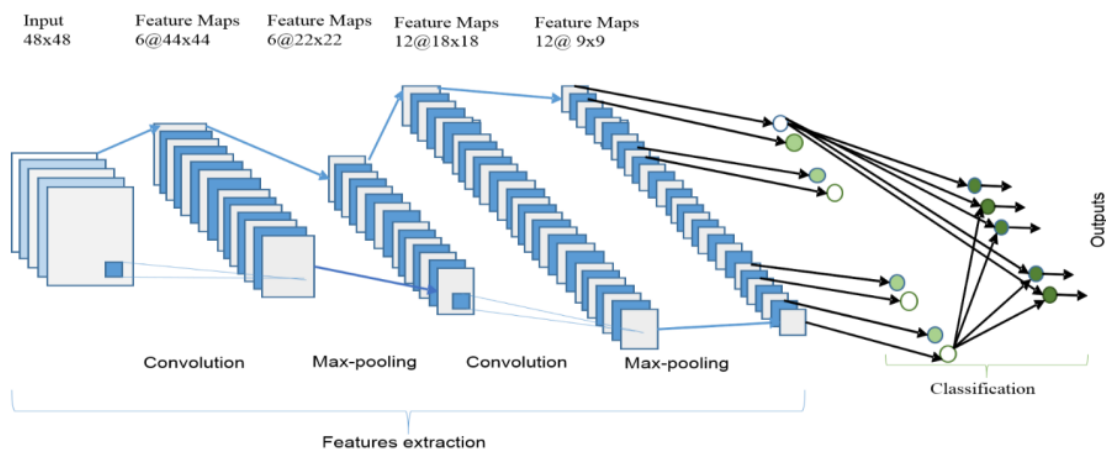 Input
48x48
Feature Maps
6@44x44
Feature Maps
6@22x22
Feature Maps
12@18x18
Feature Maps
12@ 9x9
Outputs
Convolution
Max-pooling
Convolution
Max-pooling
Classification
Features extraction